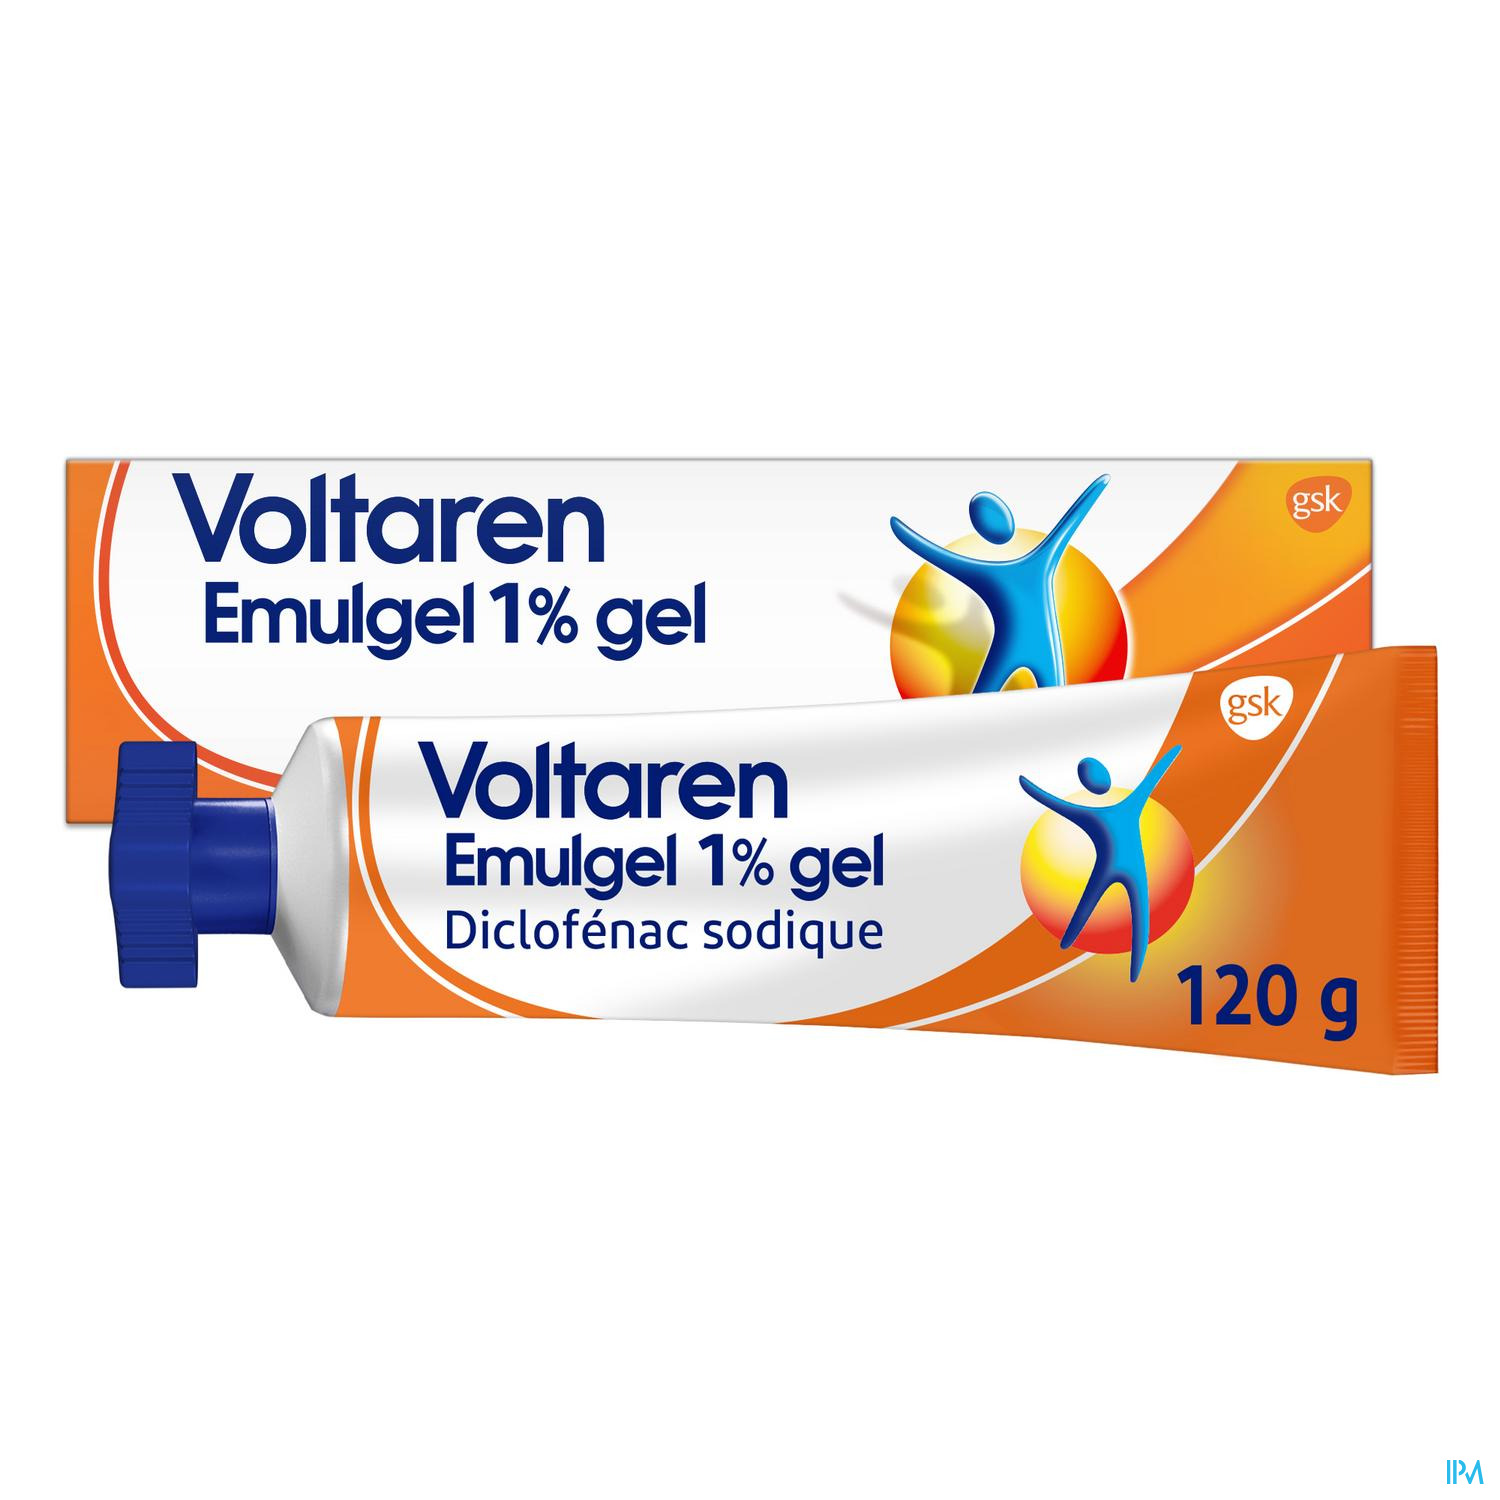 Voltaren
Emulgel 1% gel
gsk
Voltaren
Emulgel 1% gel
Diclofénac sodique
gsk
120 g
IPM